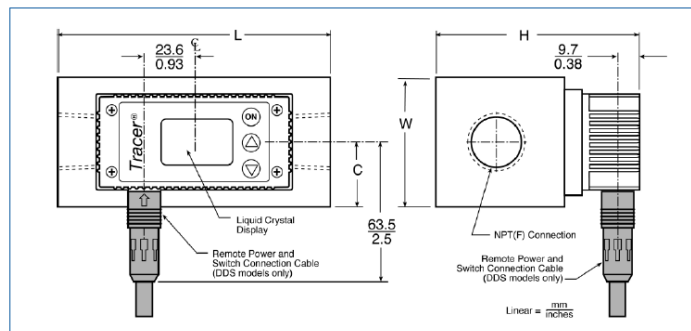 L
23.6
0.93
℄
Tracer®
ON
C
63.5
2.5
Liquid Crystal
Display
Remote Power and
Switch Connection Cable
(DDS models only)
H
9.7
0.38
W
NPT(F) Connection
Remote Power and
Switch Connection Cable
(DDS models only)
Linear = mm
inches